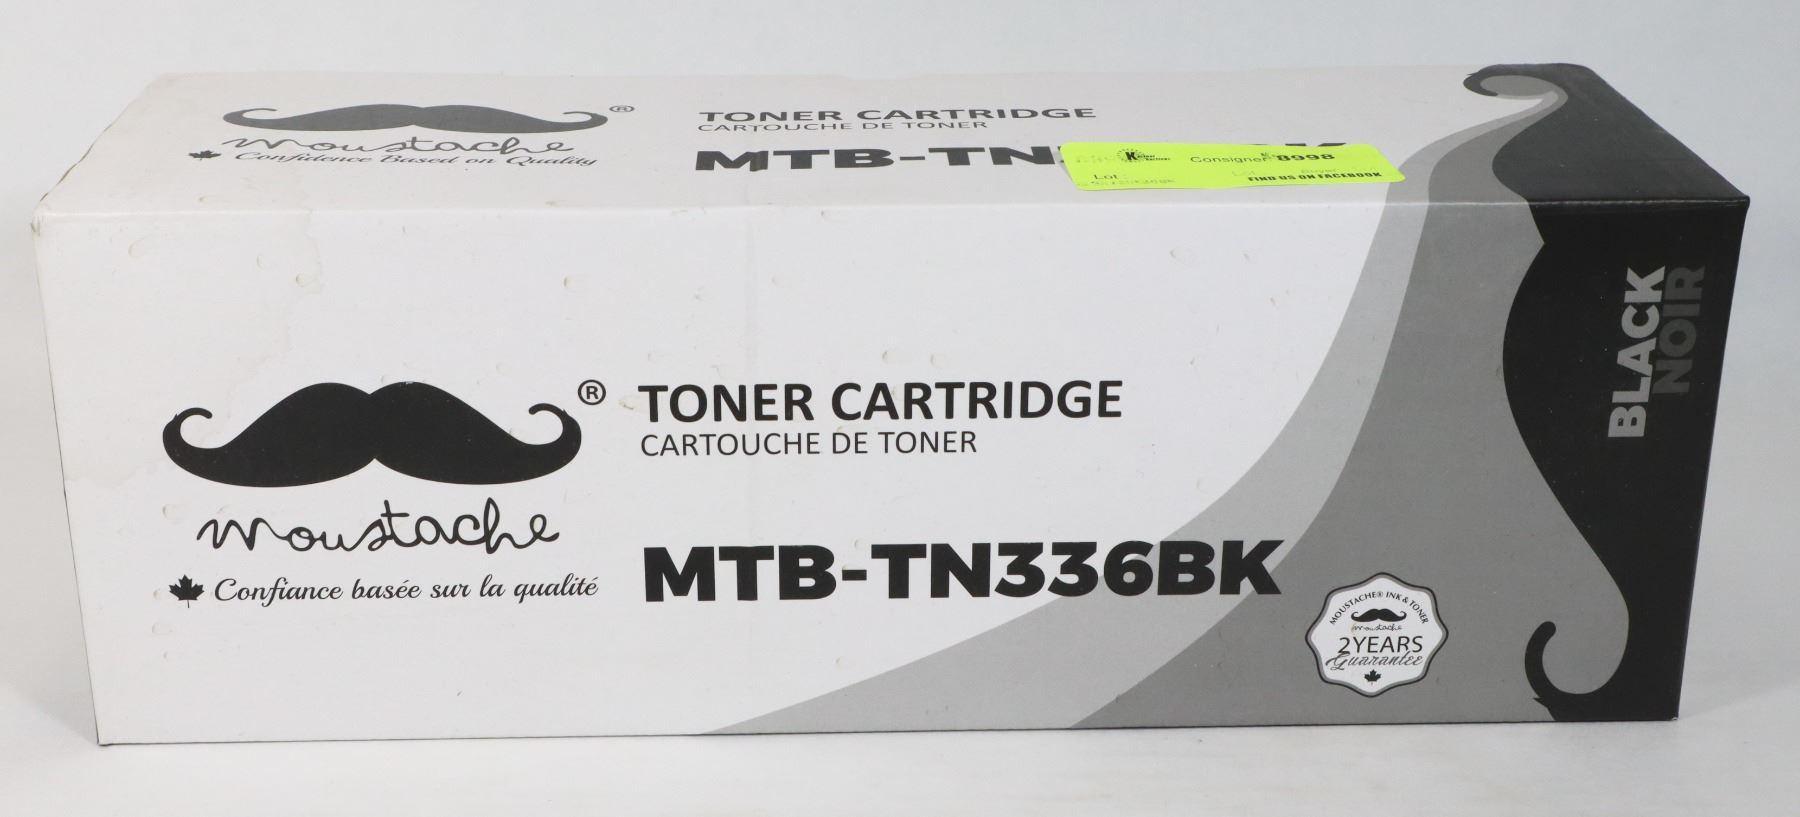 ®
moustache
Confidence Based on Quality
TONER CARTRIDGE
CARTOUCHE DE TONER
MTB-TN
Consigner 8998
Lot :
FIND US ON FACEBOOK
®
moustache
Confiance basée sur la qualité
TONER CARTRIDGE
CARTOUCHE DE TONER
MTB-TN336BK
BLACK
NOIR
MOUSTACHE® INK & TONER
moustache
2YEARS
Guarantee